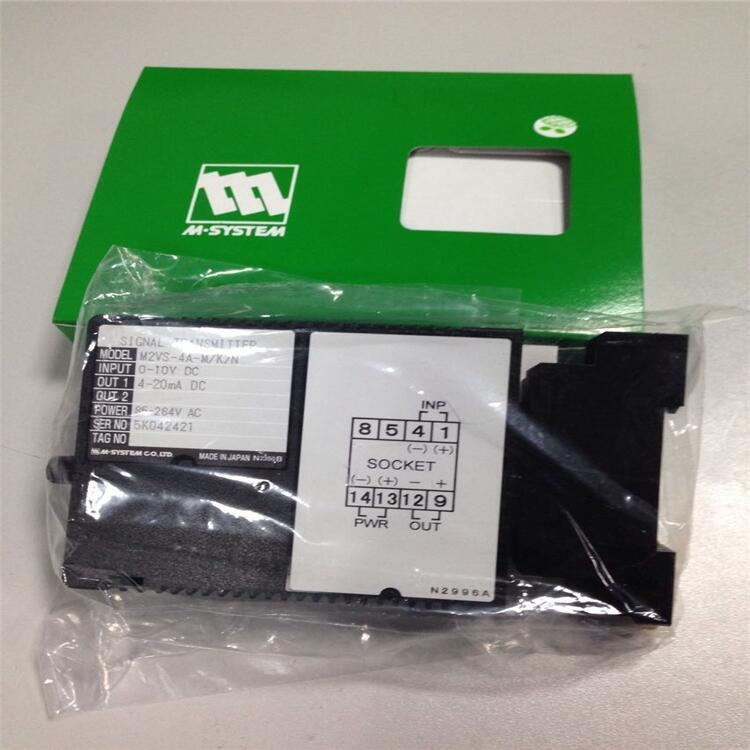 M-SYSTEM
SIGNAL TRANSMITTER
MODEL M2VS-4A-M/K/N
INPUT 0-10V DC
OUT 1 4-20mA DC
OUT 2
POWER 85-264V AC
SER NO 5K042421
TAG NO
M-SYSTEM CO.,LTD. MADE IN JAPAN
INP
8 5 4 1
(-) (+)
SOCKET
(-) (+) - +
14 13 12 9
PWR OUT
N2996A